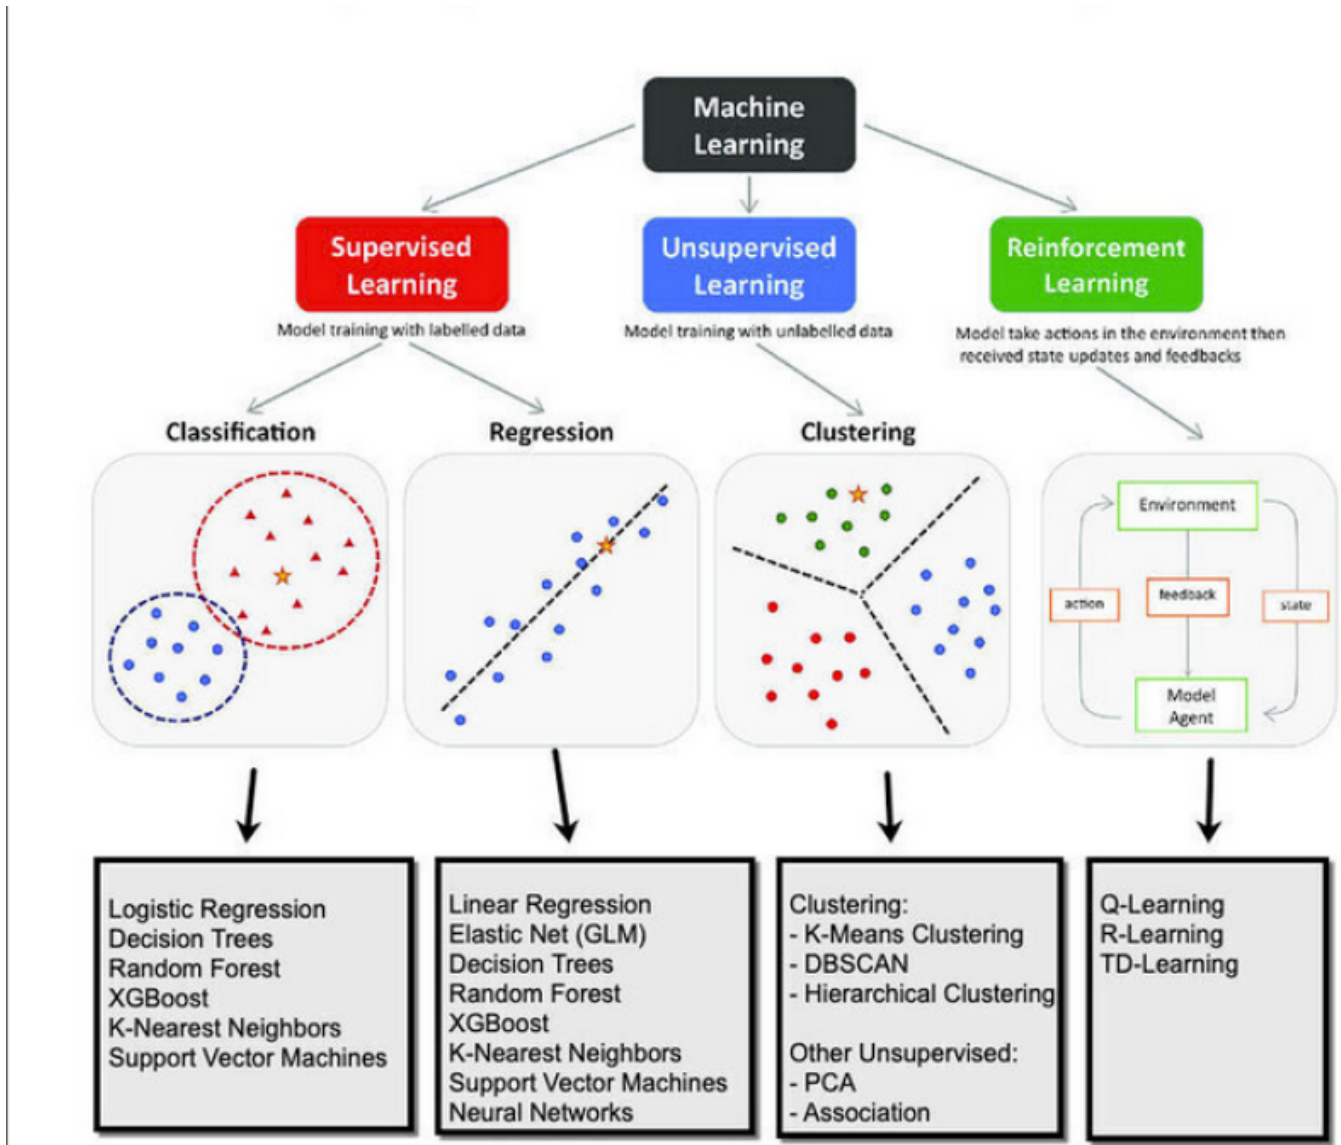 Machine
Learning
Supervised
Learning
Unsupervised
Learning
Reinforcement
Learning
Model training with labelled data
Model training with unlabelled data
Model take actions in the environment then
received state updates and feedbacks
Classification
Regression
Clustering
Environment
action
feedback
state
Model
Agent
Logistic Regression
Decision Trees
Random Forest
XGBoost
K-Nearest Neighbors
Support Vector Machines
Linear Regression
Elastic Net (GLM)
Decision Trees
Random Forest
XGBoost
K-Nearest Neighbors
Support Vector Machines
Neural Networks
Clustering:
- K-Means Clustering
- DBSCAN
- Hierarchical Clustering
Other Unsupervised:
- PCA
- Association
Q-Learning
R-Learning
TD-Learning